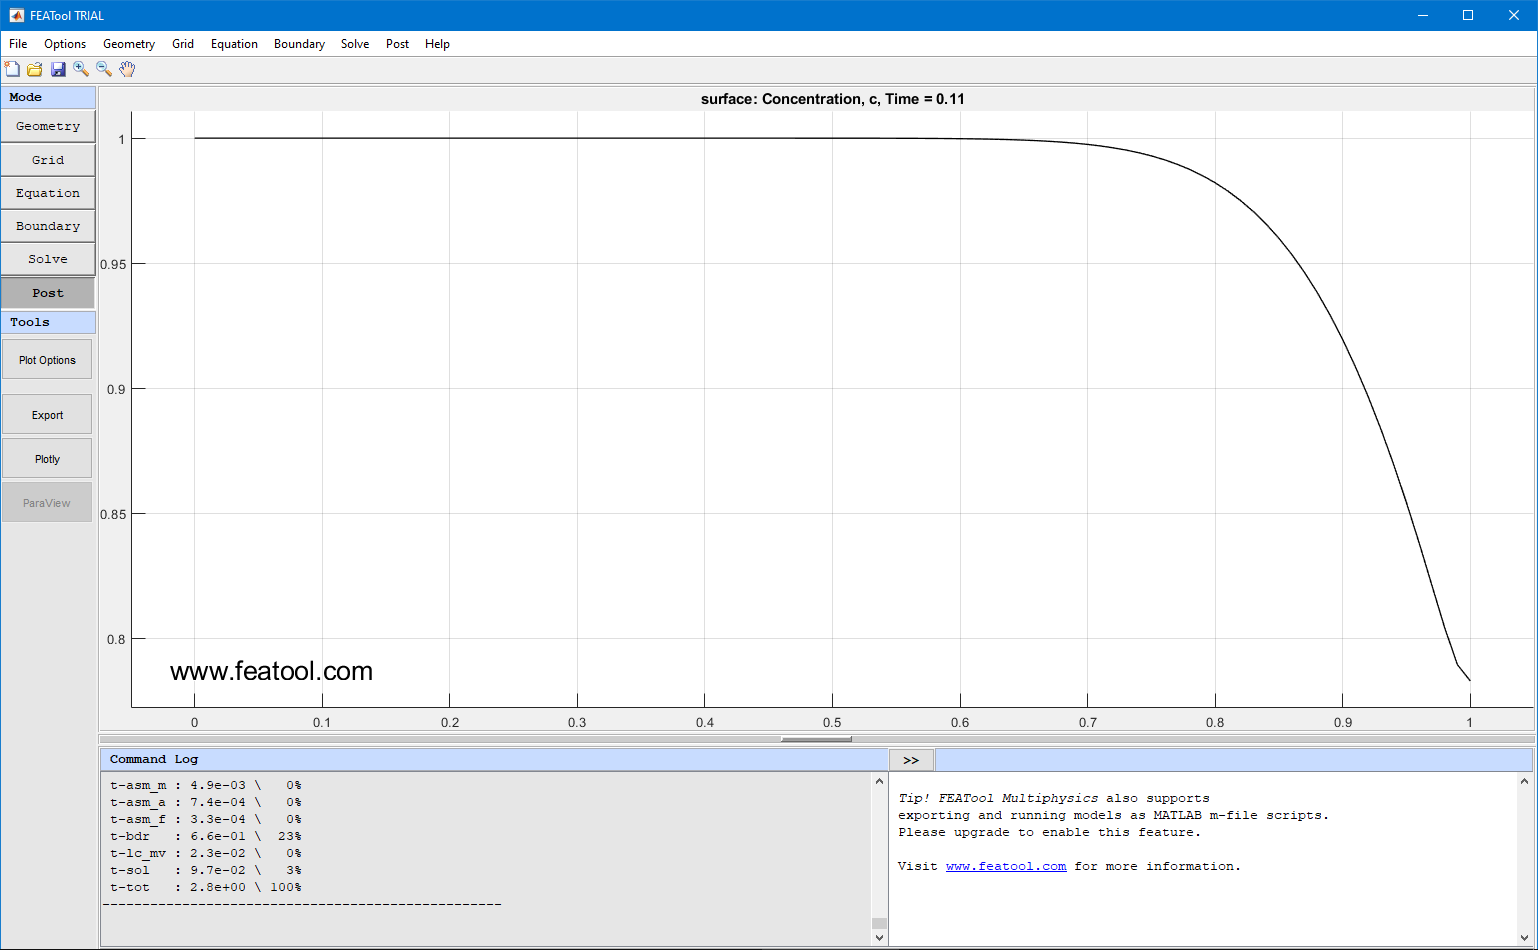 FEATool TRIAL
File Options Geometry Grid Equation Boundary Solve Post Help
Mode
Geometry
Grid
Equation
Boundary
Solve
Post
Tools
Plot Options
Export
Plotly
ParaView
surface: Concentration, c, Time = 0.11
1
0.95
0.9
0.85
0.8
www.featool.com
0 0.1 0.2 0.3 0.4 0.5 0.6 0.7 0.8 0.9 1
Command Log
t-asm_m : 4.9e-03 \ 0%
t-asm_a : 7.4e-04 \ 0%
t-asm_f : 3.3e-04 \ 0%
t-bdr : 6.6e-01 \ 23%
t-lc_mv : 2.3e-02 \ 0%
t-sol : 9.7e-02 \ 3%
t-tot : 2.8e+00 \ 100%
--------------------------------------------------
>>
Tip! FEATool Multiphysics also supports
exporting and running models as MATLAB m-file scripts.
Please upgrade to enable this feature.
Visit www.featool.com for more information.